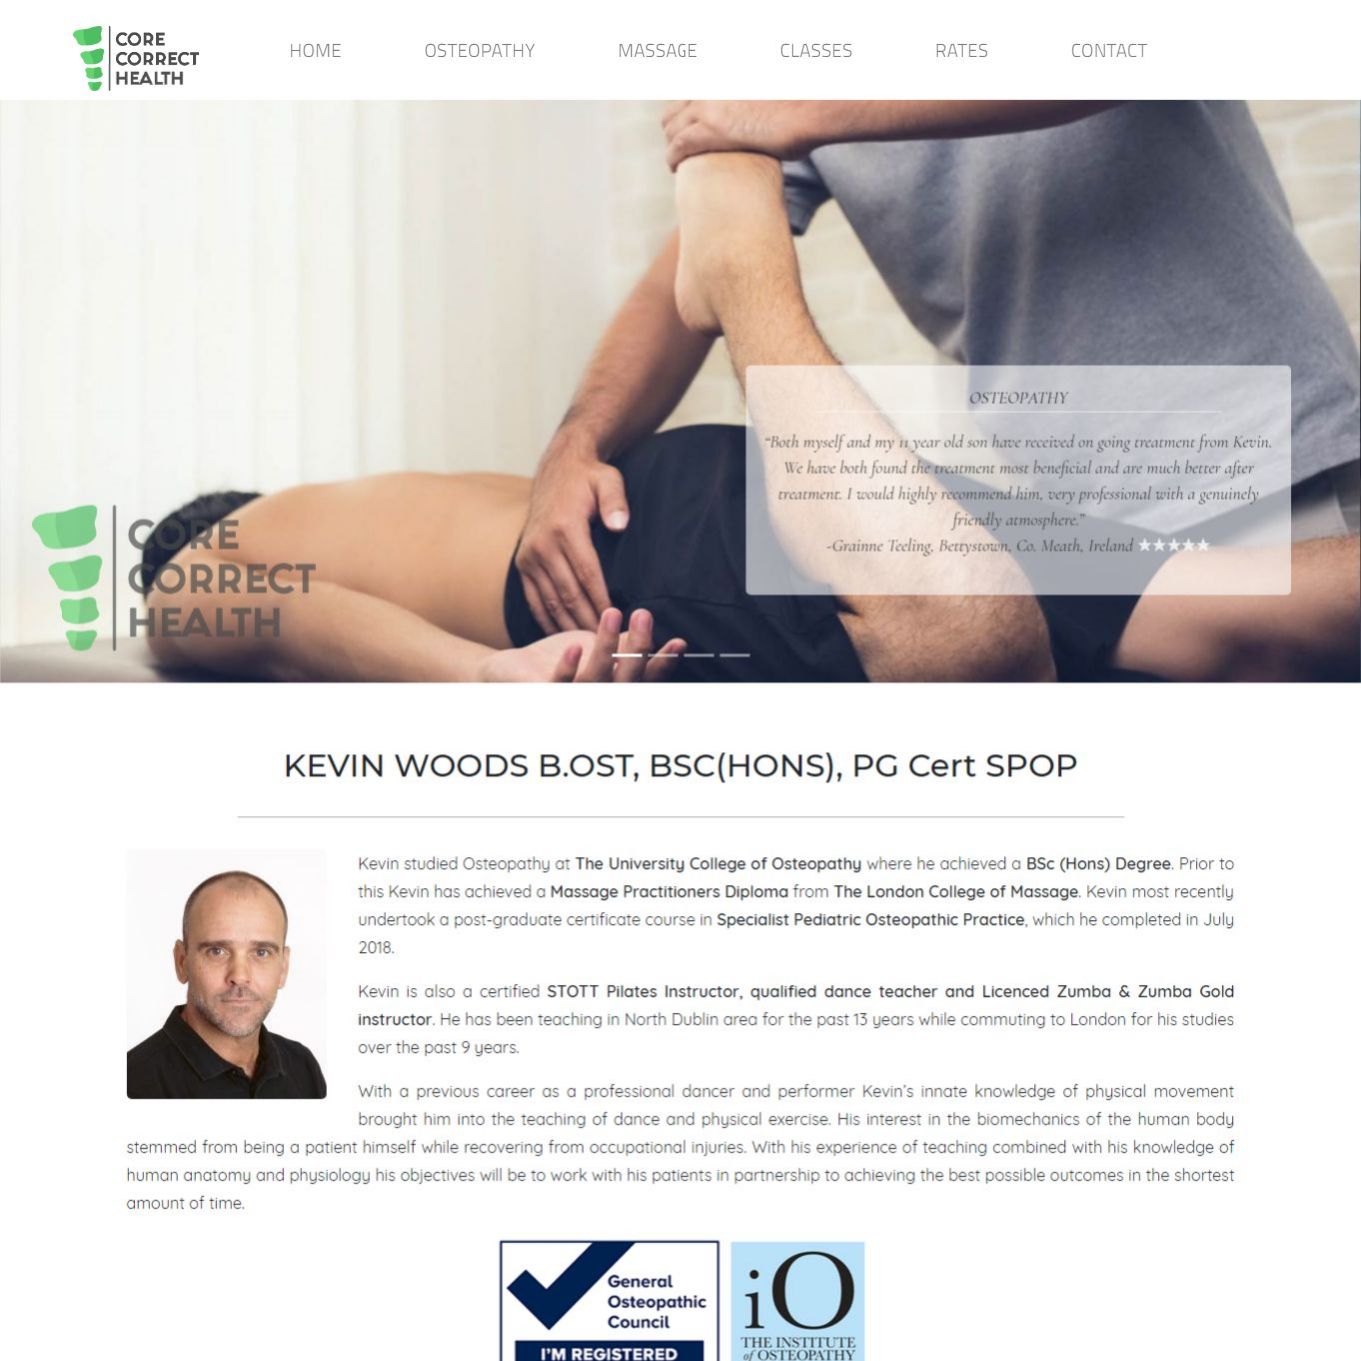 CORE
CORRECT
HEALTH
HOME
OSTEOPATHY
MASSAGE
CLASSES
RATES
CONTACT
OSTEOPATHY
“Both myself and my 11 year old son have received on going treatment from Kevin.
We have both found the treatment most beneficial and are much better after
treatment. I would highly recommend him, very professional with a genuinely
friendly atmosphere.”
-Grainne Teeling, Bettystown, Co. Meath, Ireland ★★★★★
CORE
CORRECT
HEALTH
KEVIN WOODS B.OST, BSC(HONS), PG Cert SPOP
Kevin studied Osteopathy at The University College of Osteopathy where he achieved a BSc (Hons) Degree. Prior to
this Kevin has achieved a Massage Practitioners Diploma from The London College of Massage. Kevin most recently
undertook a post-graduate certificate course in Specialist Pediatric Osteopathic Practice, which he completed in July
2018.
Kevin is also a certified STOTT Pilates Instructor, qualified dance teacher and Licenced Zumba & Zumba Gold
instructor. He has been teaching in North Dublin area for the past 13 years while commuting to London for his studies
over the past 9 years.
With a previous career as a professional dancer and performer Kevin’s innate knowledge of physical movement
brought him into the teaching of dance and physical exercise. His interest in the biomechanics of the human body
stemmed from being a patient himself while recovering from occupational injuries. With his experience of teaching combined with his knowledge of
human anatomy and physiology his objectives will be to work with his patients in partnership to achieving the best possible outcomes in the shortest
amount of time.
General
Osteopathic
Council
I'M REGISTERED
iO
THE INSTITUTE
of OSTEOPATHY